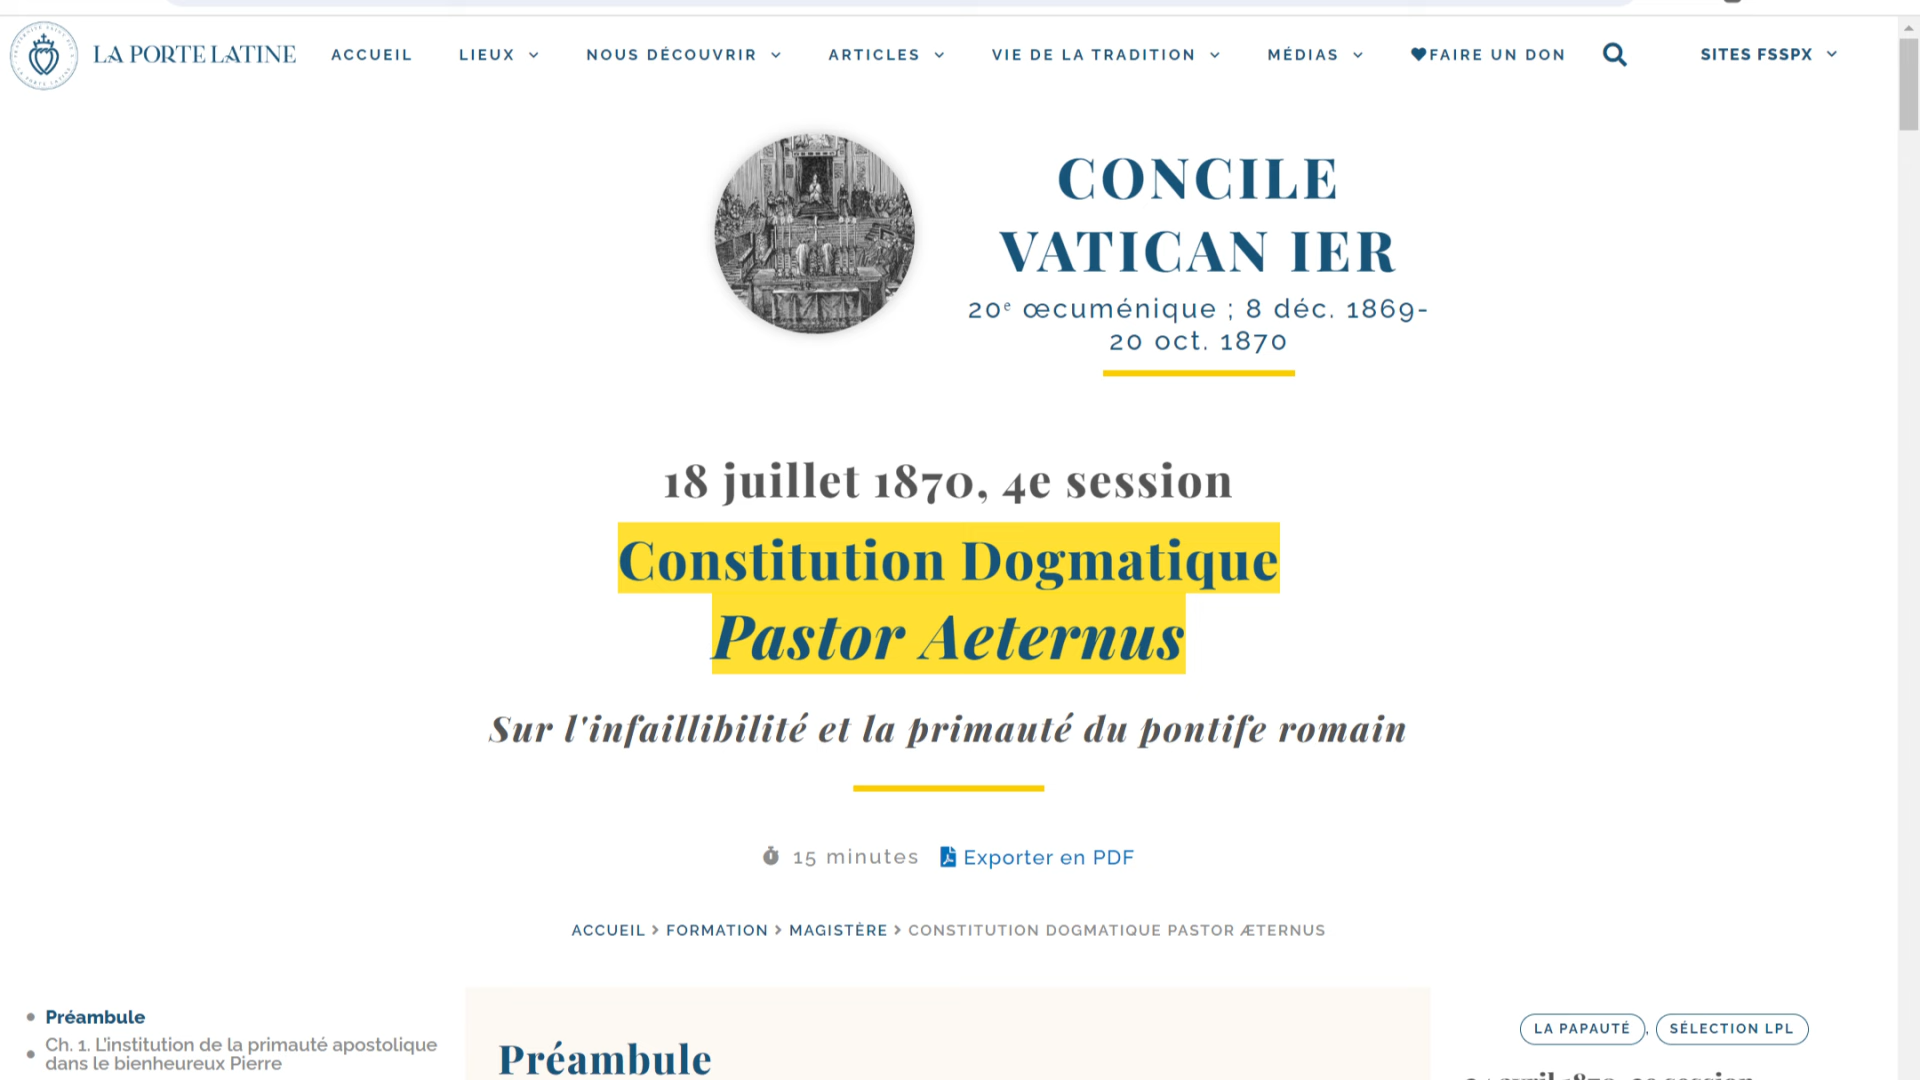 LA PORTE LATINE
ACCUEIL
LIEUX
NOUS DÉCOUVRIR
ARTICLES
VIE DE LA TRADITION
MÉDIAS
FAIRE UN DON
SITES FSSPX
CONCILE
VATICAN IER
20e œcuménique ; 8 déc. 1869-
20 oct. 1870
18 juillet 1870, 4e session
Constitution Dogmatique
Pastor Aeternus
Sur l'infaillibilité et la primauté du pontife romain
15 minutes
Exporter en PDF
ACCUEIL > FORMATION > MAGISTÈRE > CONSTITUTION DOGMATIQUE PASTOR ÆTERNUS
Préambule
Ch. 1. L'institution de la primauté apostolique
dans le bienheureux Pierre
Préambule
LA PAPAUTÉ, SÉLECTION LPL